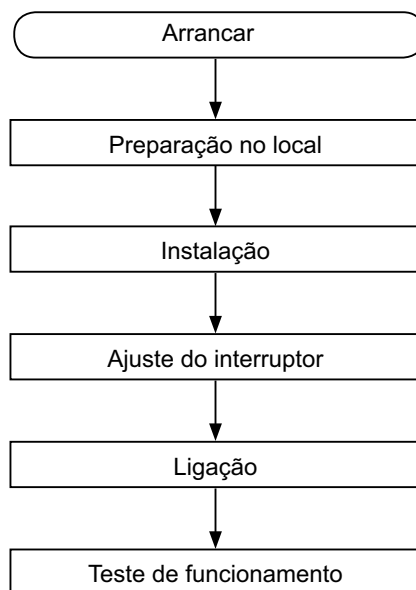 Arrancar
Preparação no local
Instalação
Ajuste do interruptor
Ligação
Teste de funcionamento